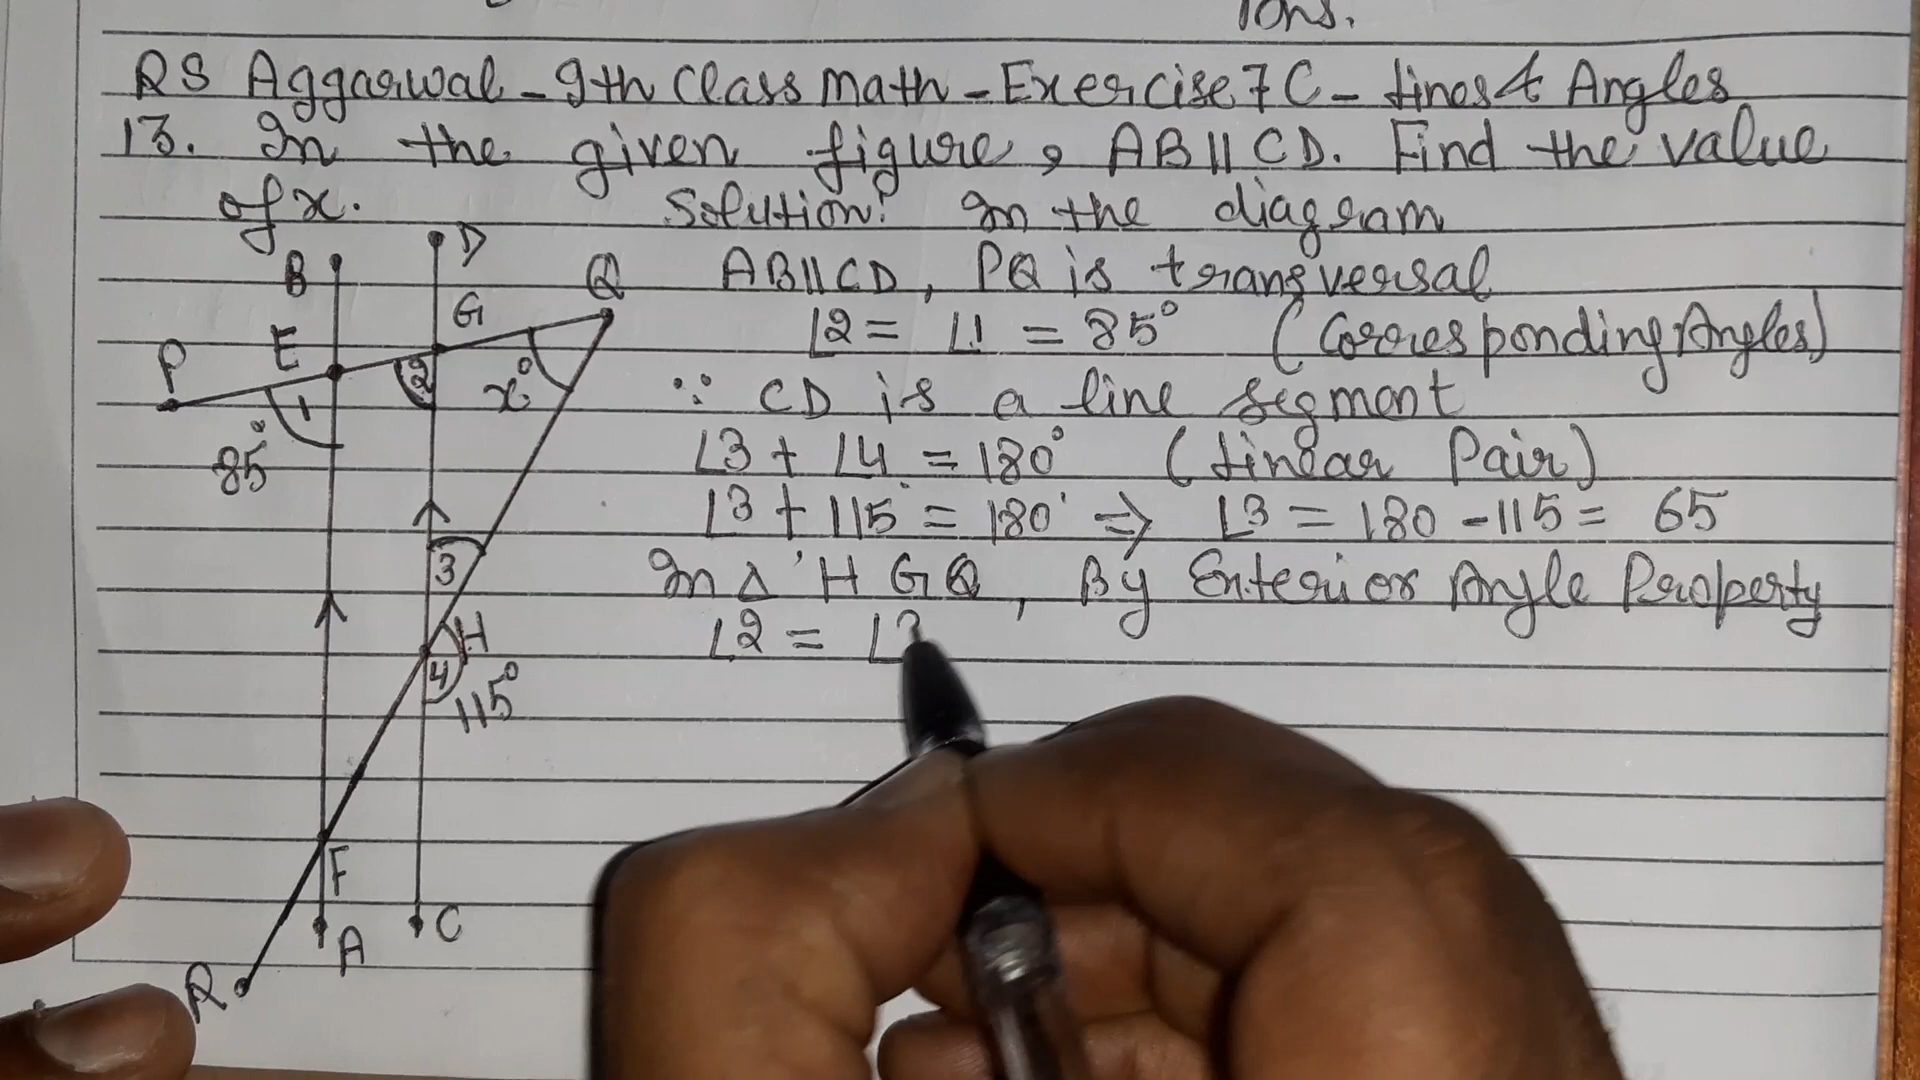 ions.
RS Aggarwal - 9th Class Math - Exercise 7C - Lines & Angles
13. In the given figure, AB || CD. Find the value
of x. Solution: In the diagram
AB || CD, PQ is transversal
∠2 = ∠1 = 85° (Corresponding Angles)
∵ CD is a line segment
∠3 + ∠4 = 180° (Linear Pair)
∠3 + 115° = 180° ⇒ ∠3 = 180 - 115 = 65
In Δ HGQ, By Exterior Angle Property
∠2 = ∠3
D
B
Q
G
E
P
2
x°
1
85°
3
H
4
115°
F
A
C
R